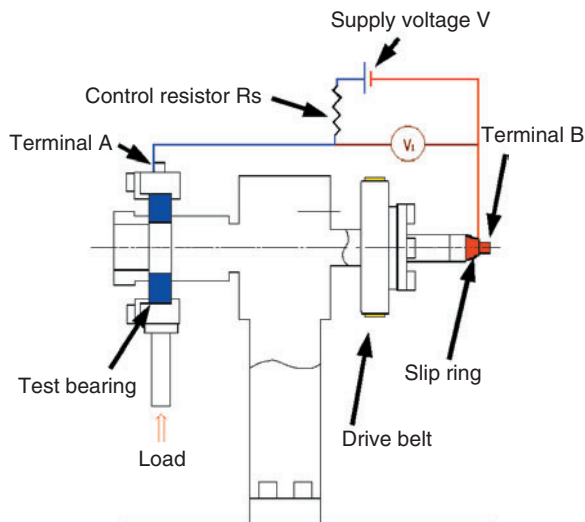 Supply voltage V
Control resistor Rs
Terminal A
Terminal B
V₁
Test bearing
Slip ring
Drive belt
Load